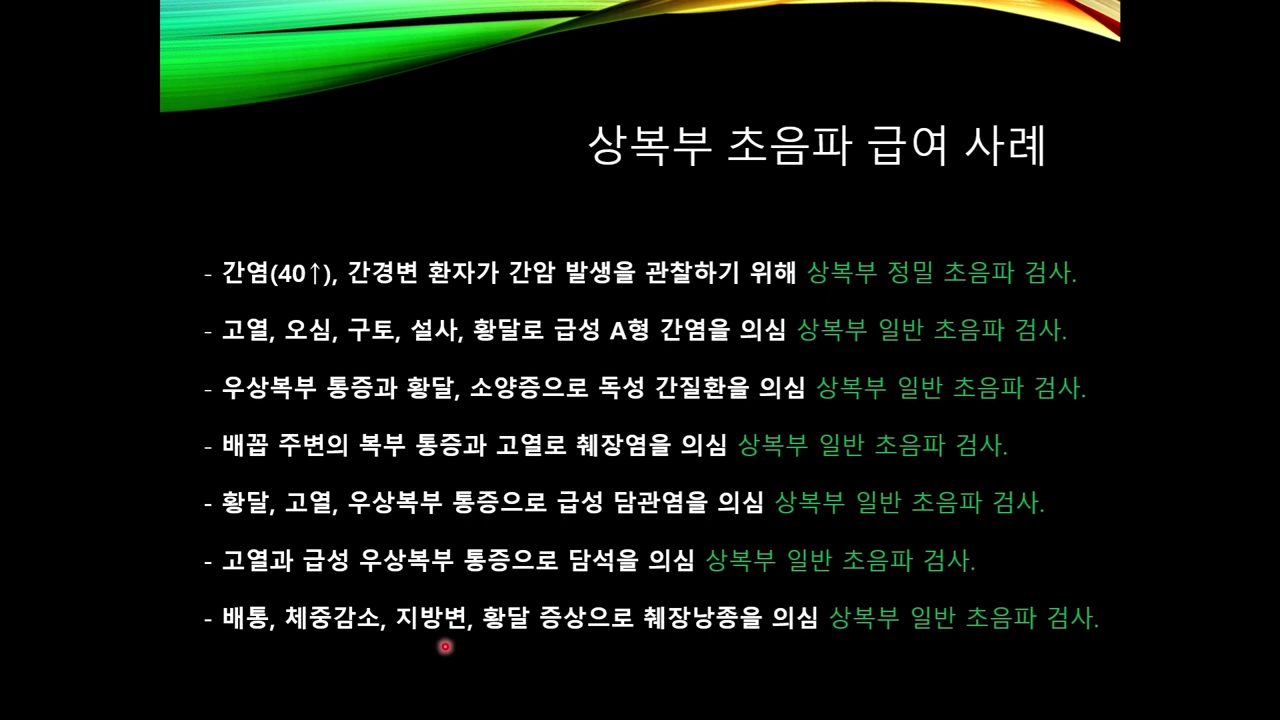 상복부 초음파 급여 사례
- 간염(40↑), 간경변 환자가 간암 발생을 관찰하기 위해 상복부 정밀 초음파 검사.
- 고열, 오심, 구토, 설사, 황달로 급성 A형 간염을 의심 상복부 일반 초음파 검사.
- 우상복부 통증과 황달, 소양증으로 독성 간질환을 의심 상복부 일반 초음파 검사.
- 배꼽 주변의 복부 통증과 고열로 췌장염을 의심 상복부 일반 초음파 검사.
- 황달, 고열, 우상복부 통증으로 급성 담관염을 의심 상복부 일반 초음파 검사.
- 고열과 급성 우상복부 통증으로 담석을 의심 상복부 일반 초음파 검사.
- 배통, 체중감소, 지방변, 황달 증상으로 췌장낭종을 의심 상복부 일반 초음파 검사.